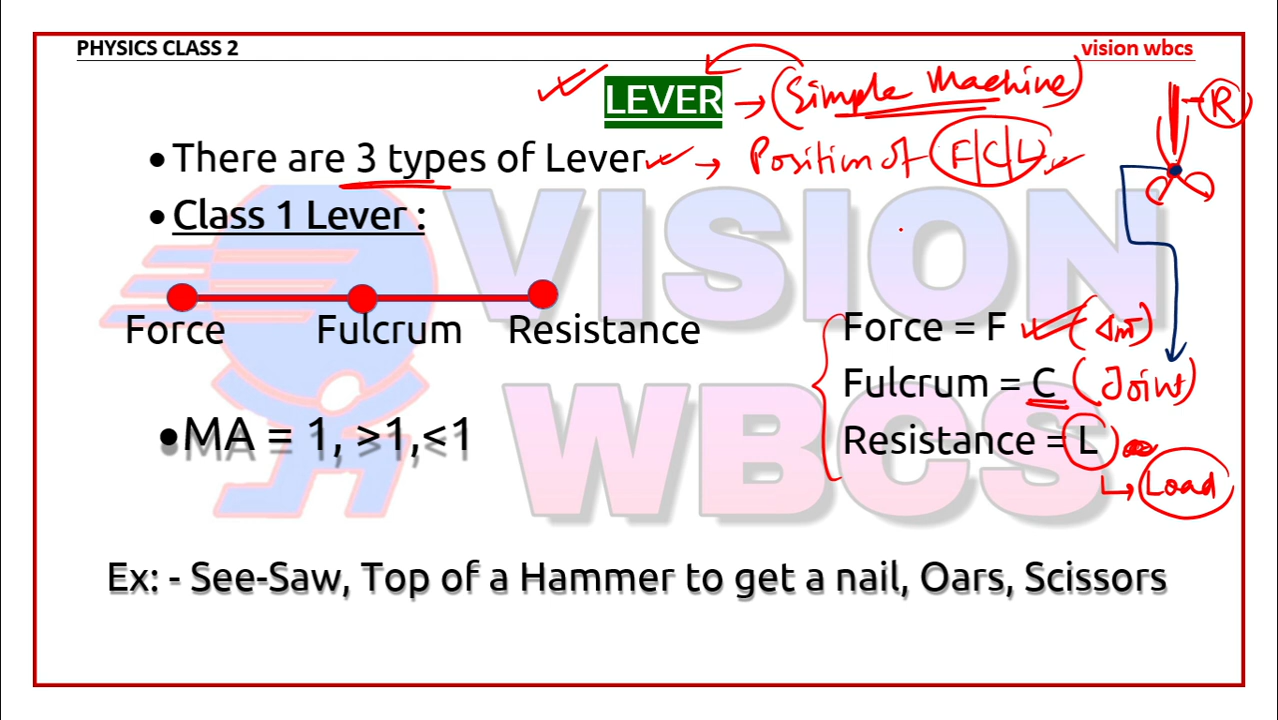 PHYSICS CLASS 2
vision wbcs
LEVER → (Simple Machine)
R
• There are 3 types of Lever → Position of F/C/L
• Class 1 Lever :
Force Fulcrum Resistance
Force = F
Fulcrum = C (Joint)
Resistance = L
Load
• MA = 1, >1,<1
Ex: - See-Saw, Top of a Hammer to get a nail, Oars, Scissors
VISION
WBCS